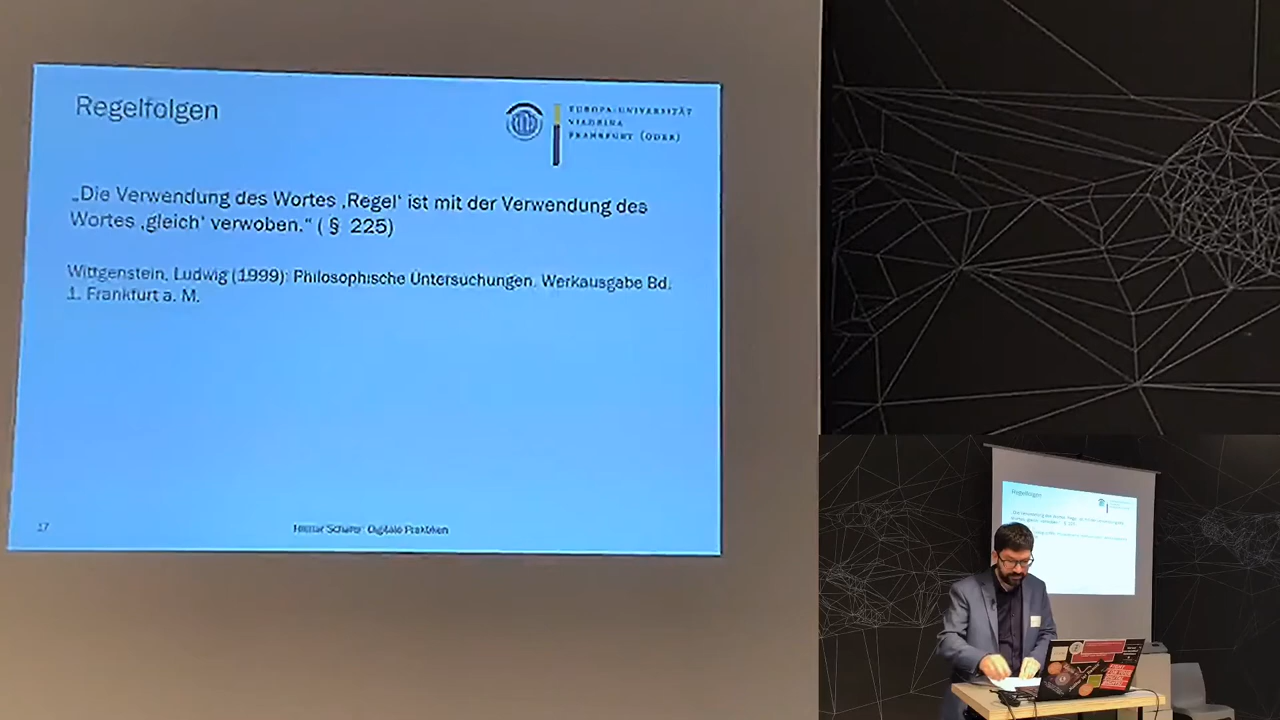 Regelfolgen
EUROPA-UNIVERSITÄT
VIADRINA
FRANKFURT (ODER)
„Die Verwendung des Wortes ‚Regel‘ ist mit der Verwendung des
Wortes ‚gleich‘ verwoben.“ ( § 225)
Wittgenstein, Ludwig (1999): Philosophische Untersuchungen. Werkausgabe Bd.
1. Frankfurt a. M.
17
Hilmar Schäfer: Digitale Praktiken
Regelfolgen